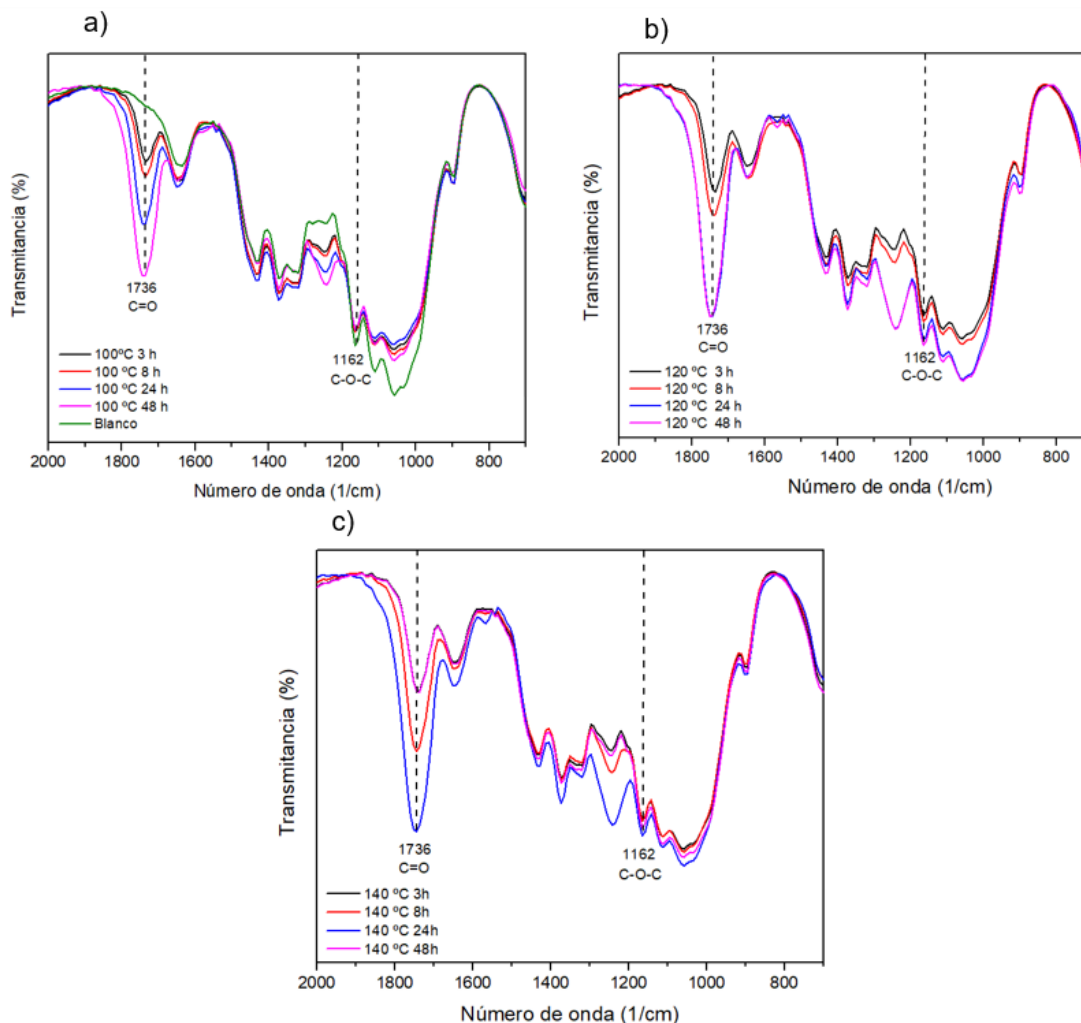 a)
Transmitancia (%)
1736
C=O
1162
C-O-C
100ºC 3 h
100 ºC 8 h
100 ºC 24 h
100 ºC 48 h
Blanco
2000 1800 1600 1400 1200 1000 800
Número de onda (1/cm)
b)
Transmitancia (%)
1736
C=O
1162
C-O-C
120 ºC 3 h
120 ºC 8 h
120 ºC 24 h
120 ºC 48 h
2000 1800 1600 1400 1200 1000 800
Número de onda (1/cm)
c)
Transmitancia (%)
1736
C=O
1162
C-O-C
140 ºC 3h
140 ºC 8h
140 ºC 24h
140 ºC 48h
2000 1800 1600 1400 1200 1000 800
Número de onda (1/cm)